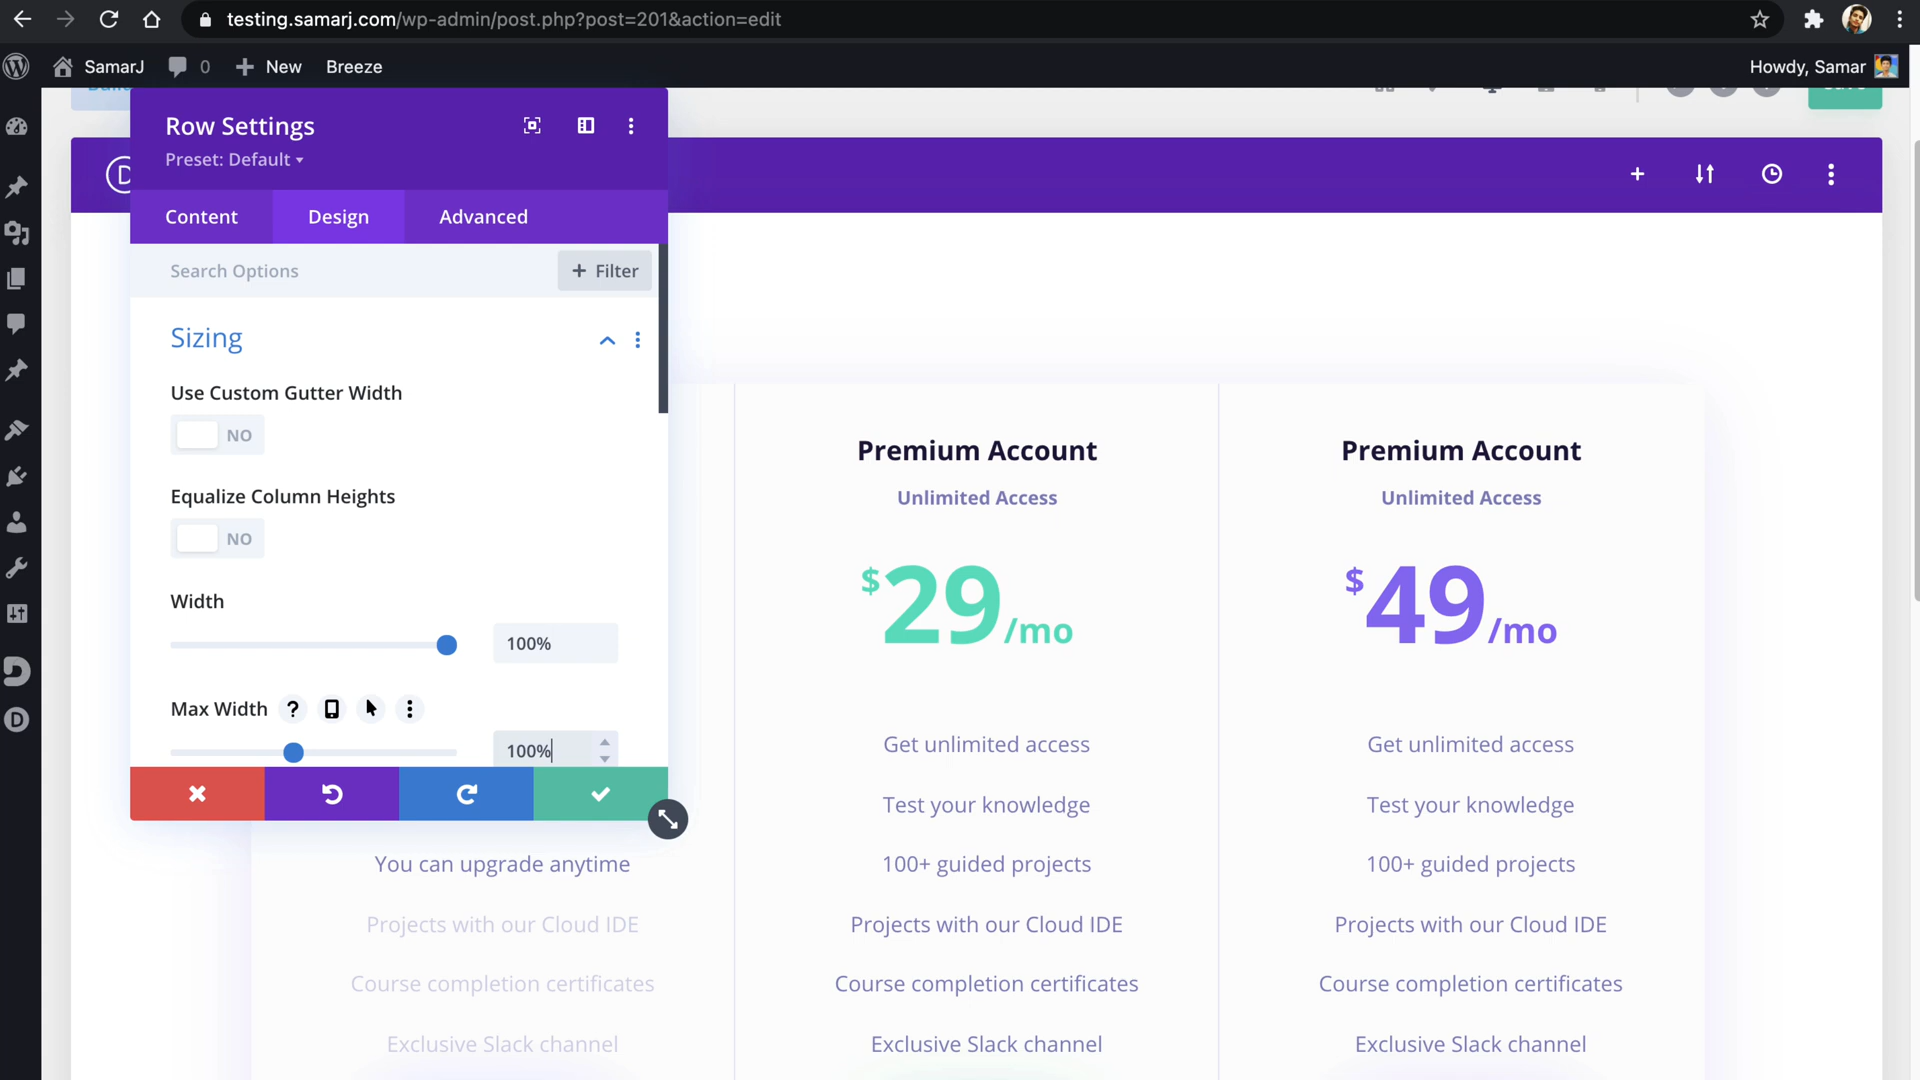 testing.samarj.com/wp-admin/post.php?post=201&action=edit
SamarJ
0
New
Breeze
Howdy, Samar
Row Settings
Preset: Default
Content
Design
Advanced
Search Options
+ Filter
Sizing
Use Custom Gutter Width
NO
Equalize Column Heights
NO
Width
100%
Max Width
100%
You can upgrade anytime
Projects with our Cloud IDE
Course completion certificates
Exclusive Slack channel
Premium Account
Unlimited Access
$29/mo
Get unlimited access
Test your knowledge
100+ guided projects
Projects with our Cloud IDE
Course completion certificates
Exclusive Slack channel
Premium Account
Unlimited Access
$49/mo
Get unlimited access
Test your knowledge
100+ guided projects
Projects with our Cloud IDE
Course completion certificates
Exclusive Slack channel